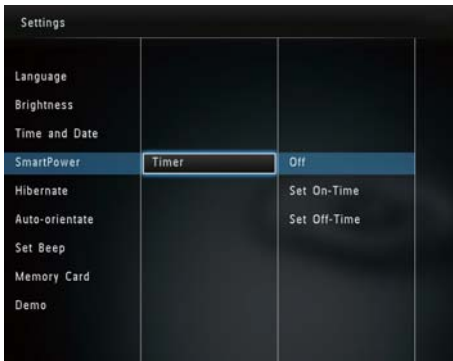 Settings
Language
Brightness
Time and Date
SmartPower Timer Off
Hibernate Set On-Time
Auto-orientate Set Off-Time
Set Beep
Memory Card
Demo